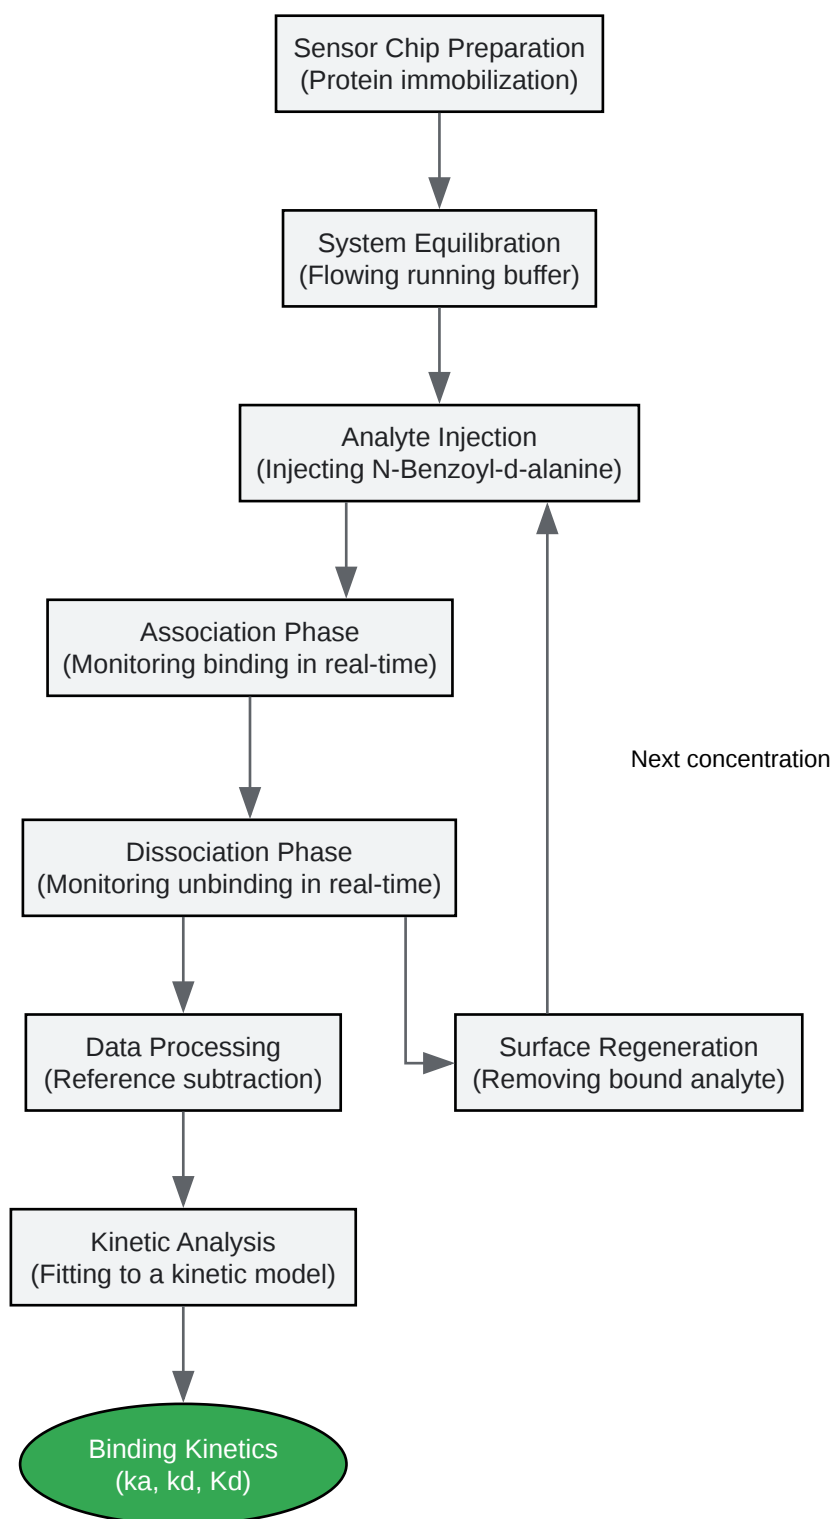 Sensor Chip Preparation
(Protein immobilization)
System Equilibration
(Flowing running buffer)
Analyte Injection
(Injecting N-Benzoyl-d-alanine)
Association Phase
(Monitoring binding in real-time)
Next concentration
Dissociation Phase
(Monitoring unbinding in real-time)
Data Processing
(Reference subtraction)
Surface Regeneration
(Removing bound analyte)
Kinetic Analysis
(Fitting to a kinetic model)
Binding Kinetics
(ka, kd, Kd)